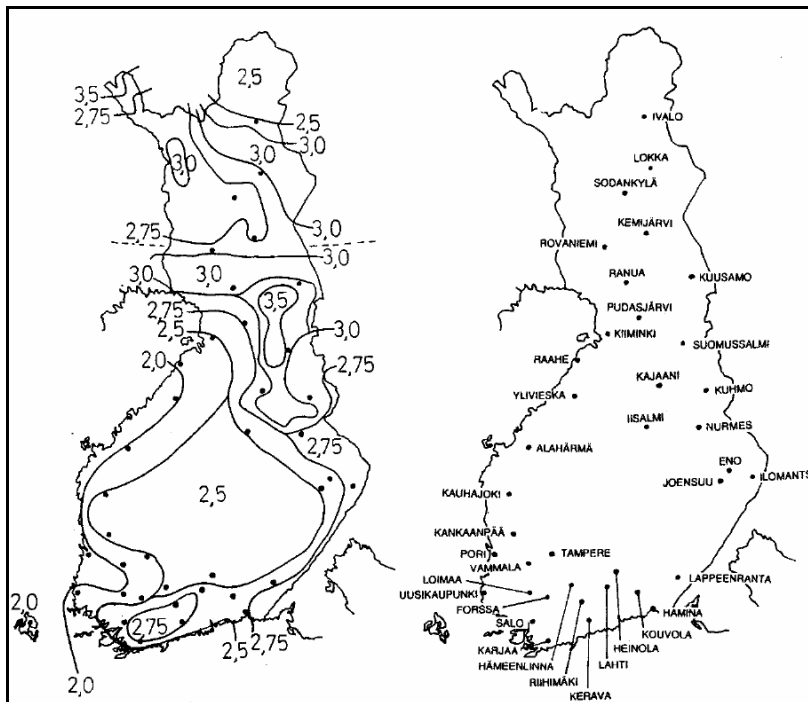 2,5
3,5
2,75
2,5
3,0
3,0
3,0
2,75
3,0
3,0
3,0
3,0
3,5
2,75
2,5
3,0
2,0
2,75
2,75
2,5
2,0
2,75
2,5
2,75
2,0
IVALO
LOKKA
SODANKYLÄ
KEMIJÄRVI
ROVANIEMI
RANUA
KUUSAMO
PUDASJÄRVI
KIIMINKI
SUOMUSSALMI
RAAHE
KAJAANI
KUHMO
YLIVIESKA
IISALMI
NURMES
ALAHÄRMÄ
ENO
JOENSUU
ILOMANTS
KAUHAJOKI
KANKAANPÄÄ
PORI
TAMPERE
VAMMALA
LOIMAA
LAPPEENRANTA
UUSIKAUPUNKI
FORSSA
HAMINA
SALO
KOUVOLA
KARJAA
HEINOLA
HÄMEENLINNA
LAHTI
RIIHIMÄKI
KERAVA